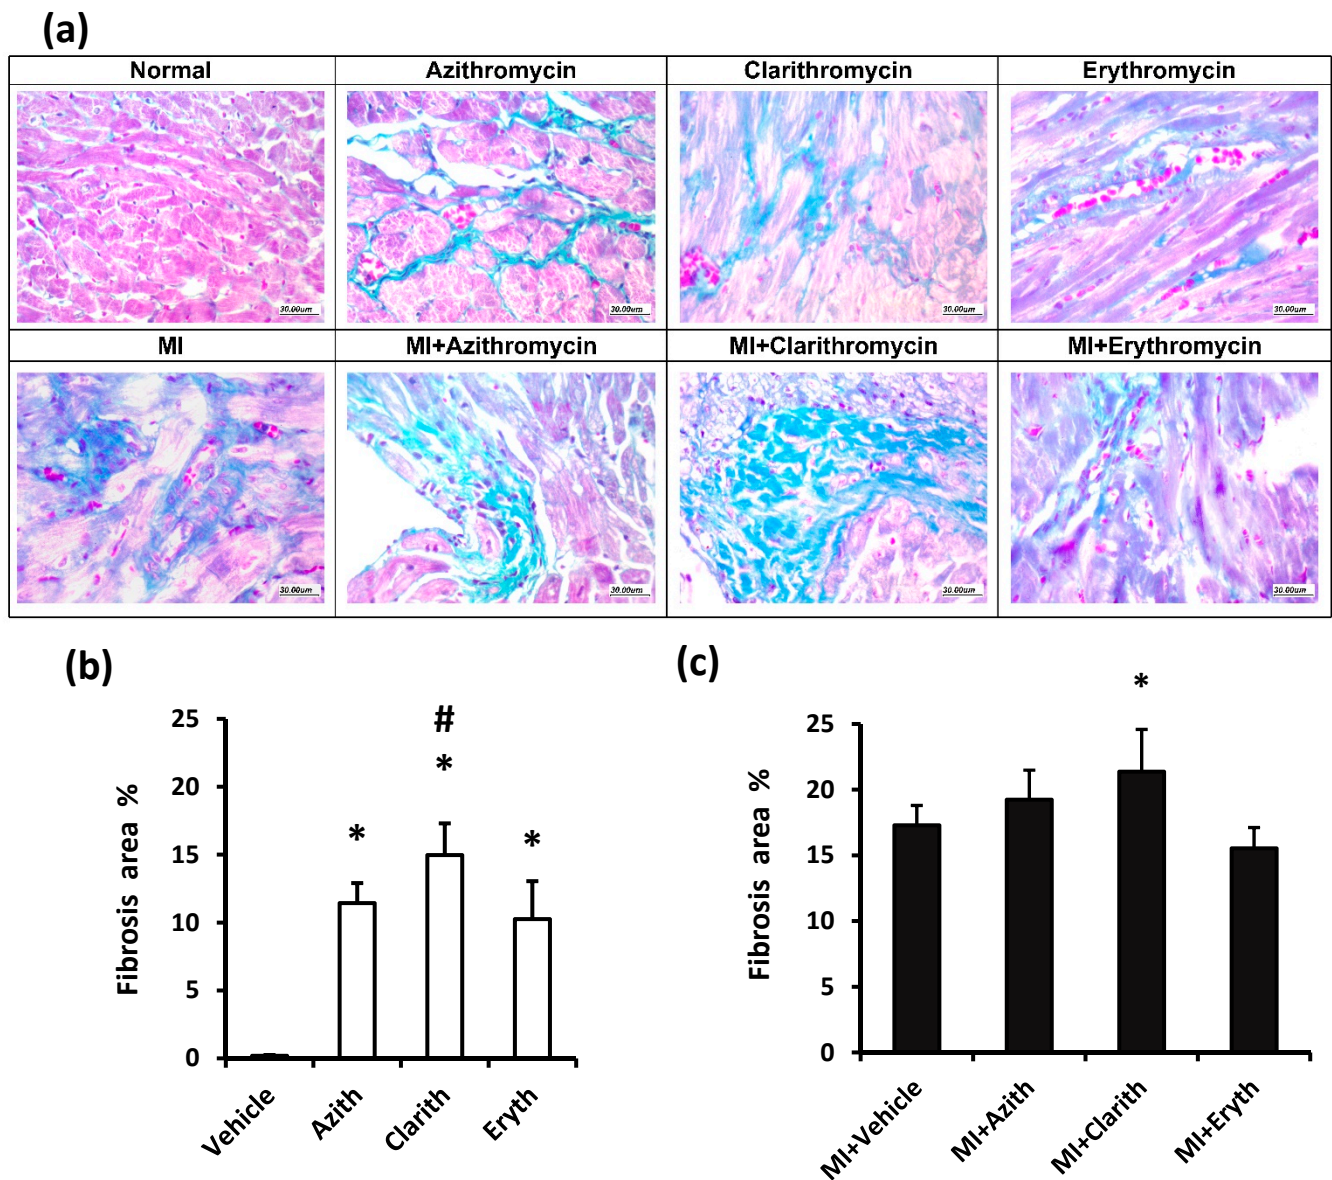 (a)
Normal Azithromycin Clarithromycin Erythromycin
30.00um 30.00um 30.00um 30.00um
MI MI+Azithromycin MI+Clarithromycin MI+Erythromycin
30.00um 30.00um 30.00um 30.00um
(b)
Fibrosis area %
25
20
15
10
5
0
#
*
*
*
Vehicle Azith Clarith Eryth
(c)
Fibrosis area %
25
20
15
10
5
0
*
MI+Vehicle MI+Azith MI+Clarith MI+Eryth